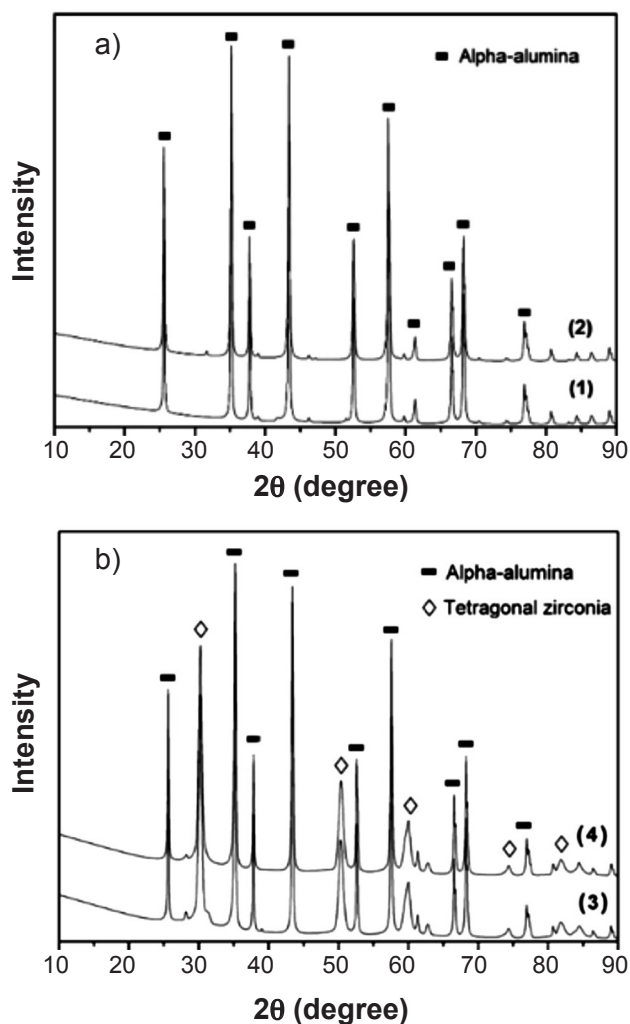 a)
Alpha-alumina
Intensity
(2)
(1)
10 20 30 40 50 60 70 80 90
2θ (degree)
b)
Alpha-alumina
Tetragonal zirconia
Intensity
(4)
(3)
10 20 30 40 50 60 70 80 90
2θ (degree)